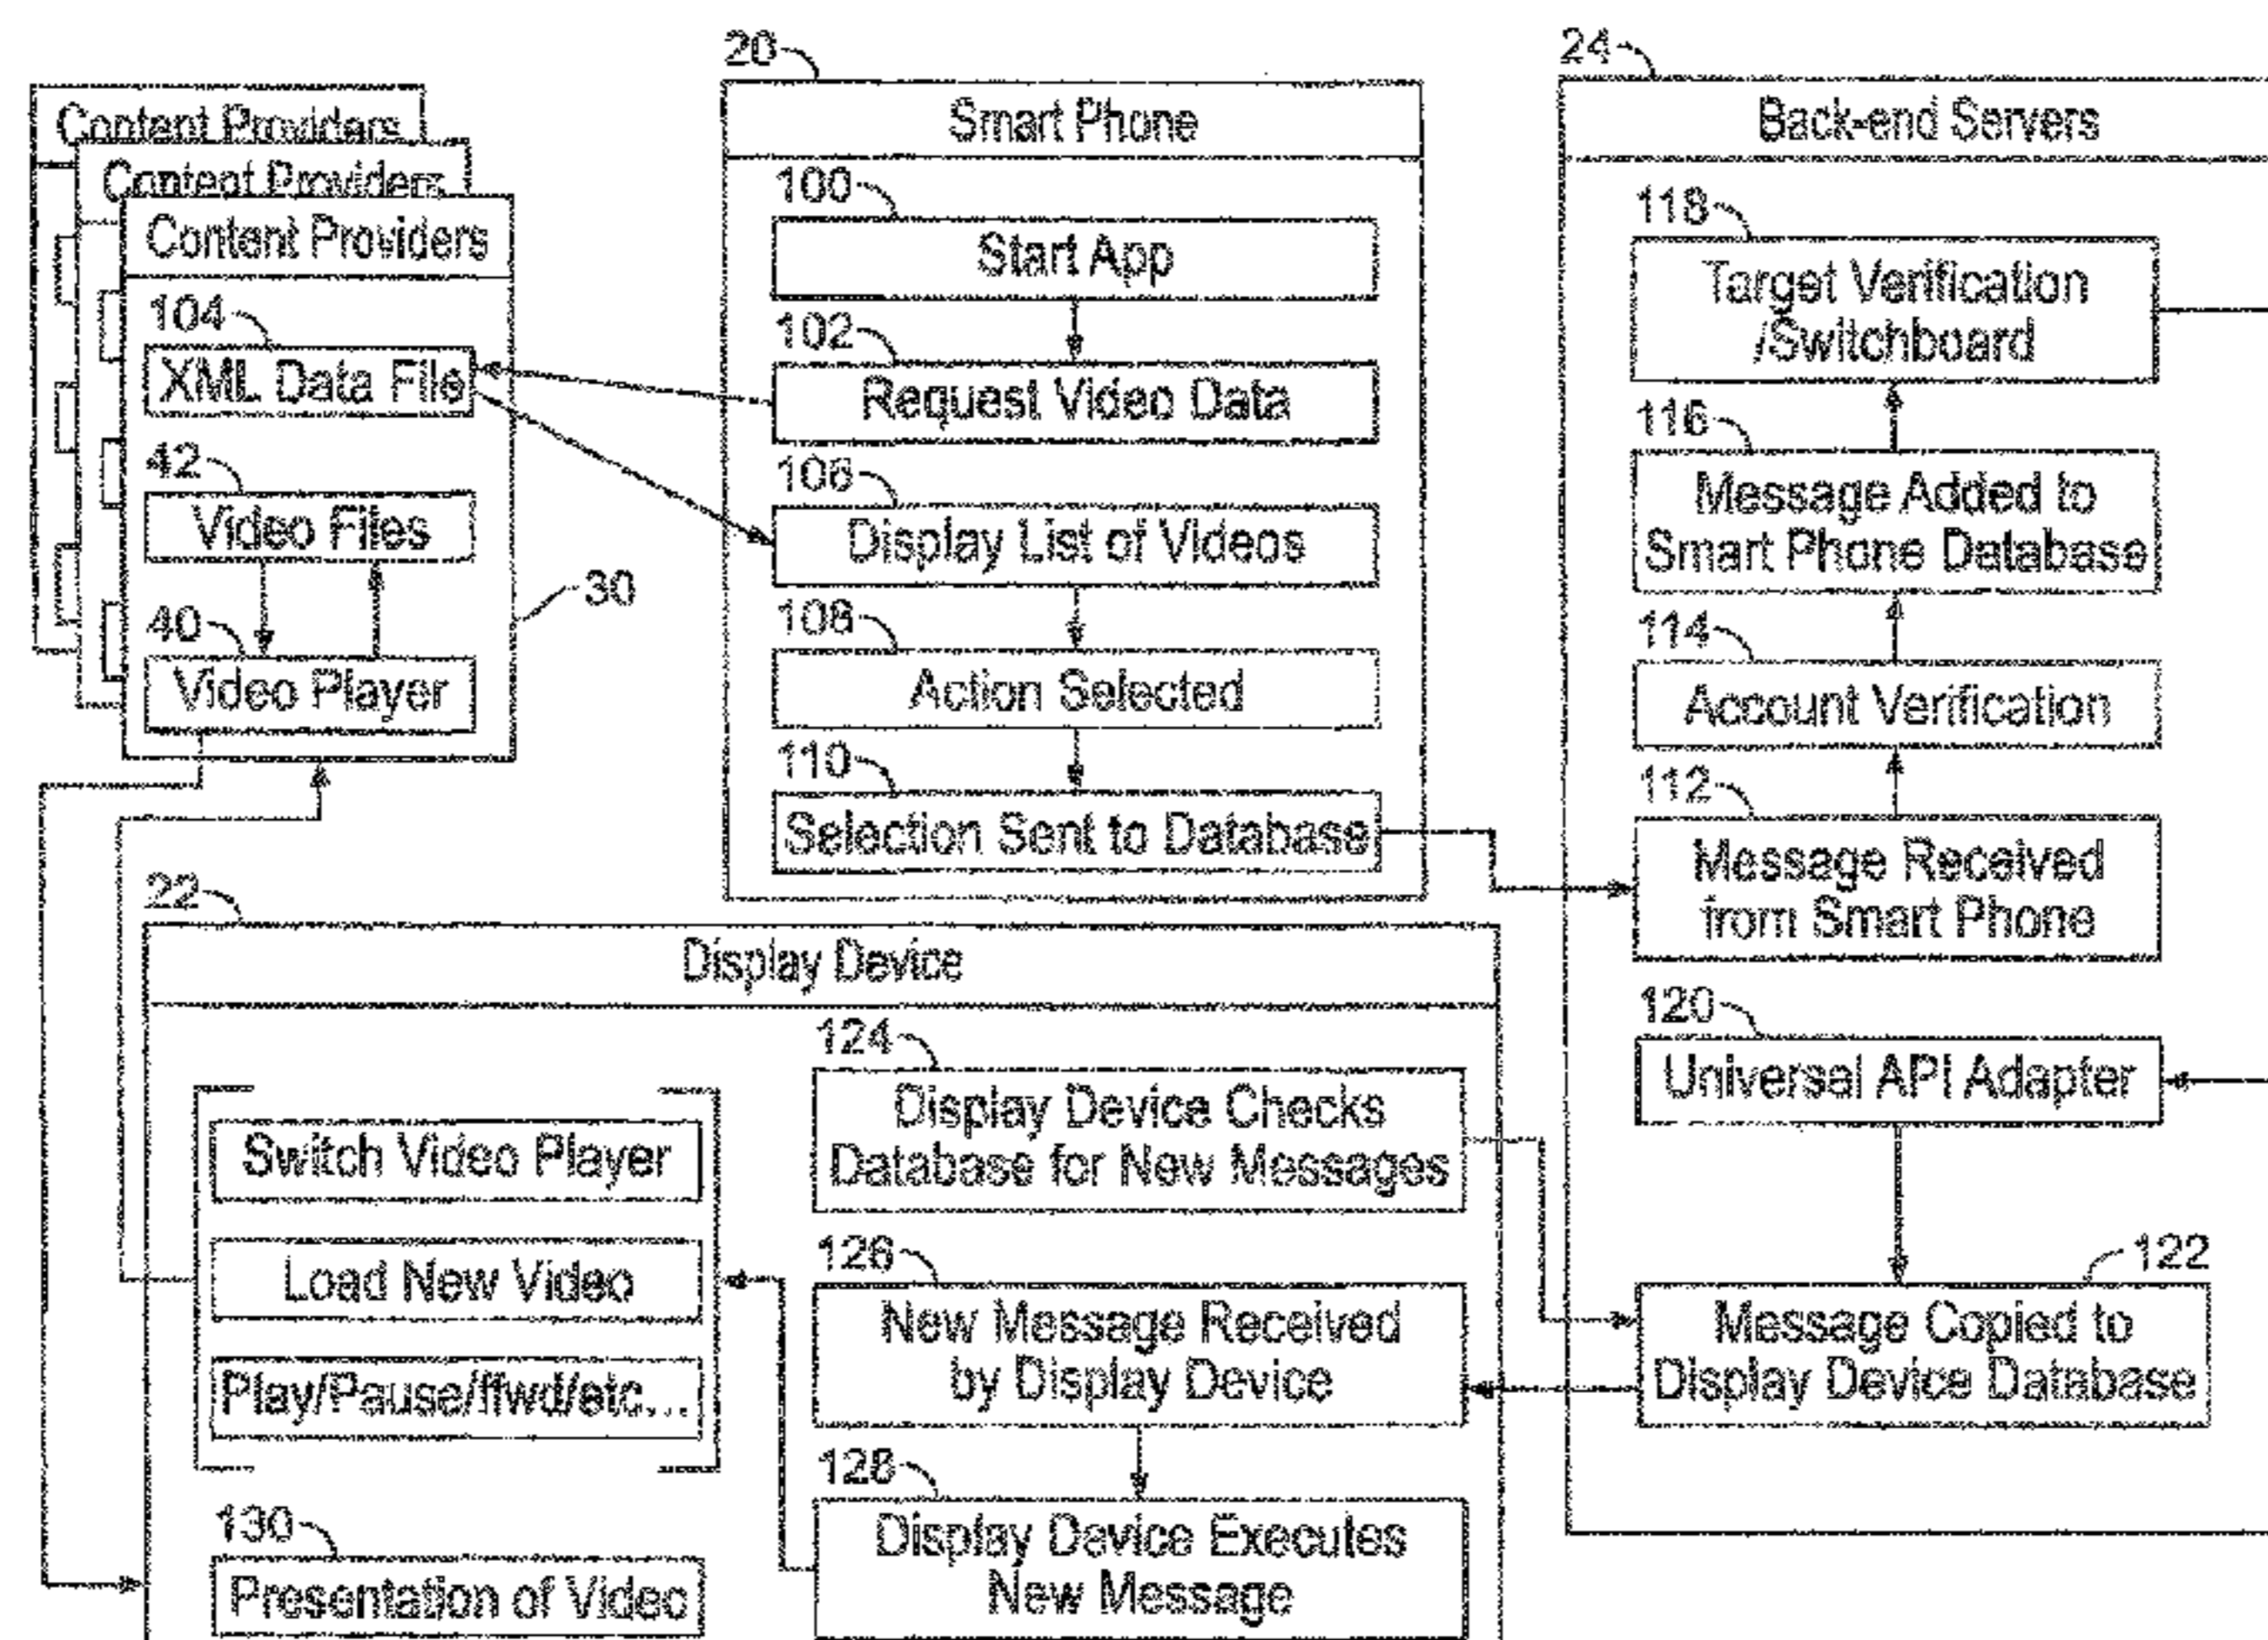 Content Providers
Content Providers
Content Providers
104
XML Data File
42
Video Files
40
Video Player
30
20
Smart Phone
100
Start App
102
Request Video Data
106
Display List of Videos
108
Action Selected
110
Selection Sent to Database
24
Back-end Servers
118
Target Verification
/Switchboard
116
Message Added to
Smart Phone Database
114
Account Verification
112
Message Received
from Smart Phone
120
Universal API Adapter
122
Message Copied to
Display Device Database
22
Display Device
Switch Video Player
Load New Video
Play/Pause/ffwd/etc...
130
Presentation of Video
124
Display Device Checks
Database for New Messages
126
New Message Received
by Display Device
128
Display Device Executes
New Message